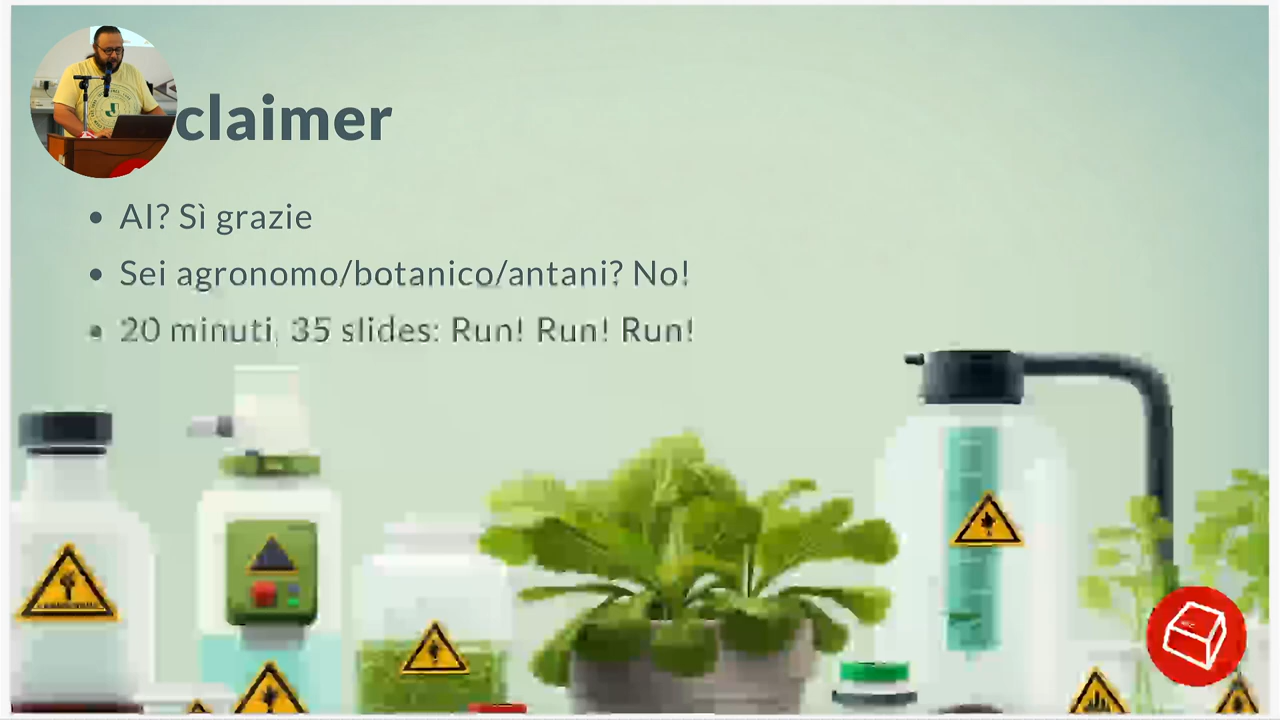 claimer
• AI? Sì grazie
• Sei agronomo/botanico/antani? No!
• 20 minuti, 35 slides: Run! Run! Run!